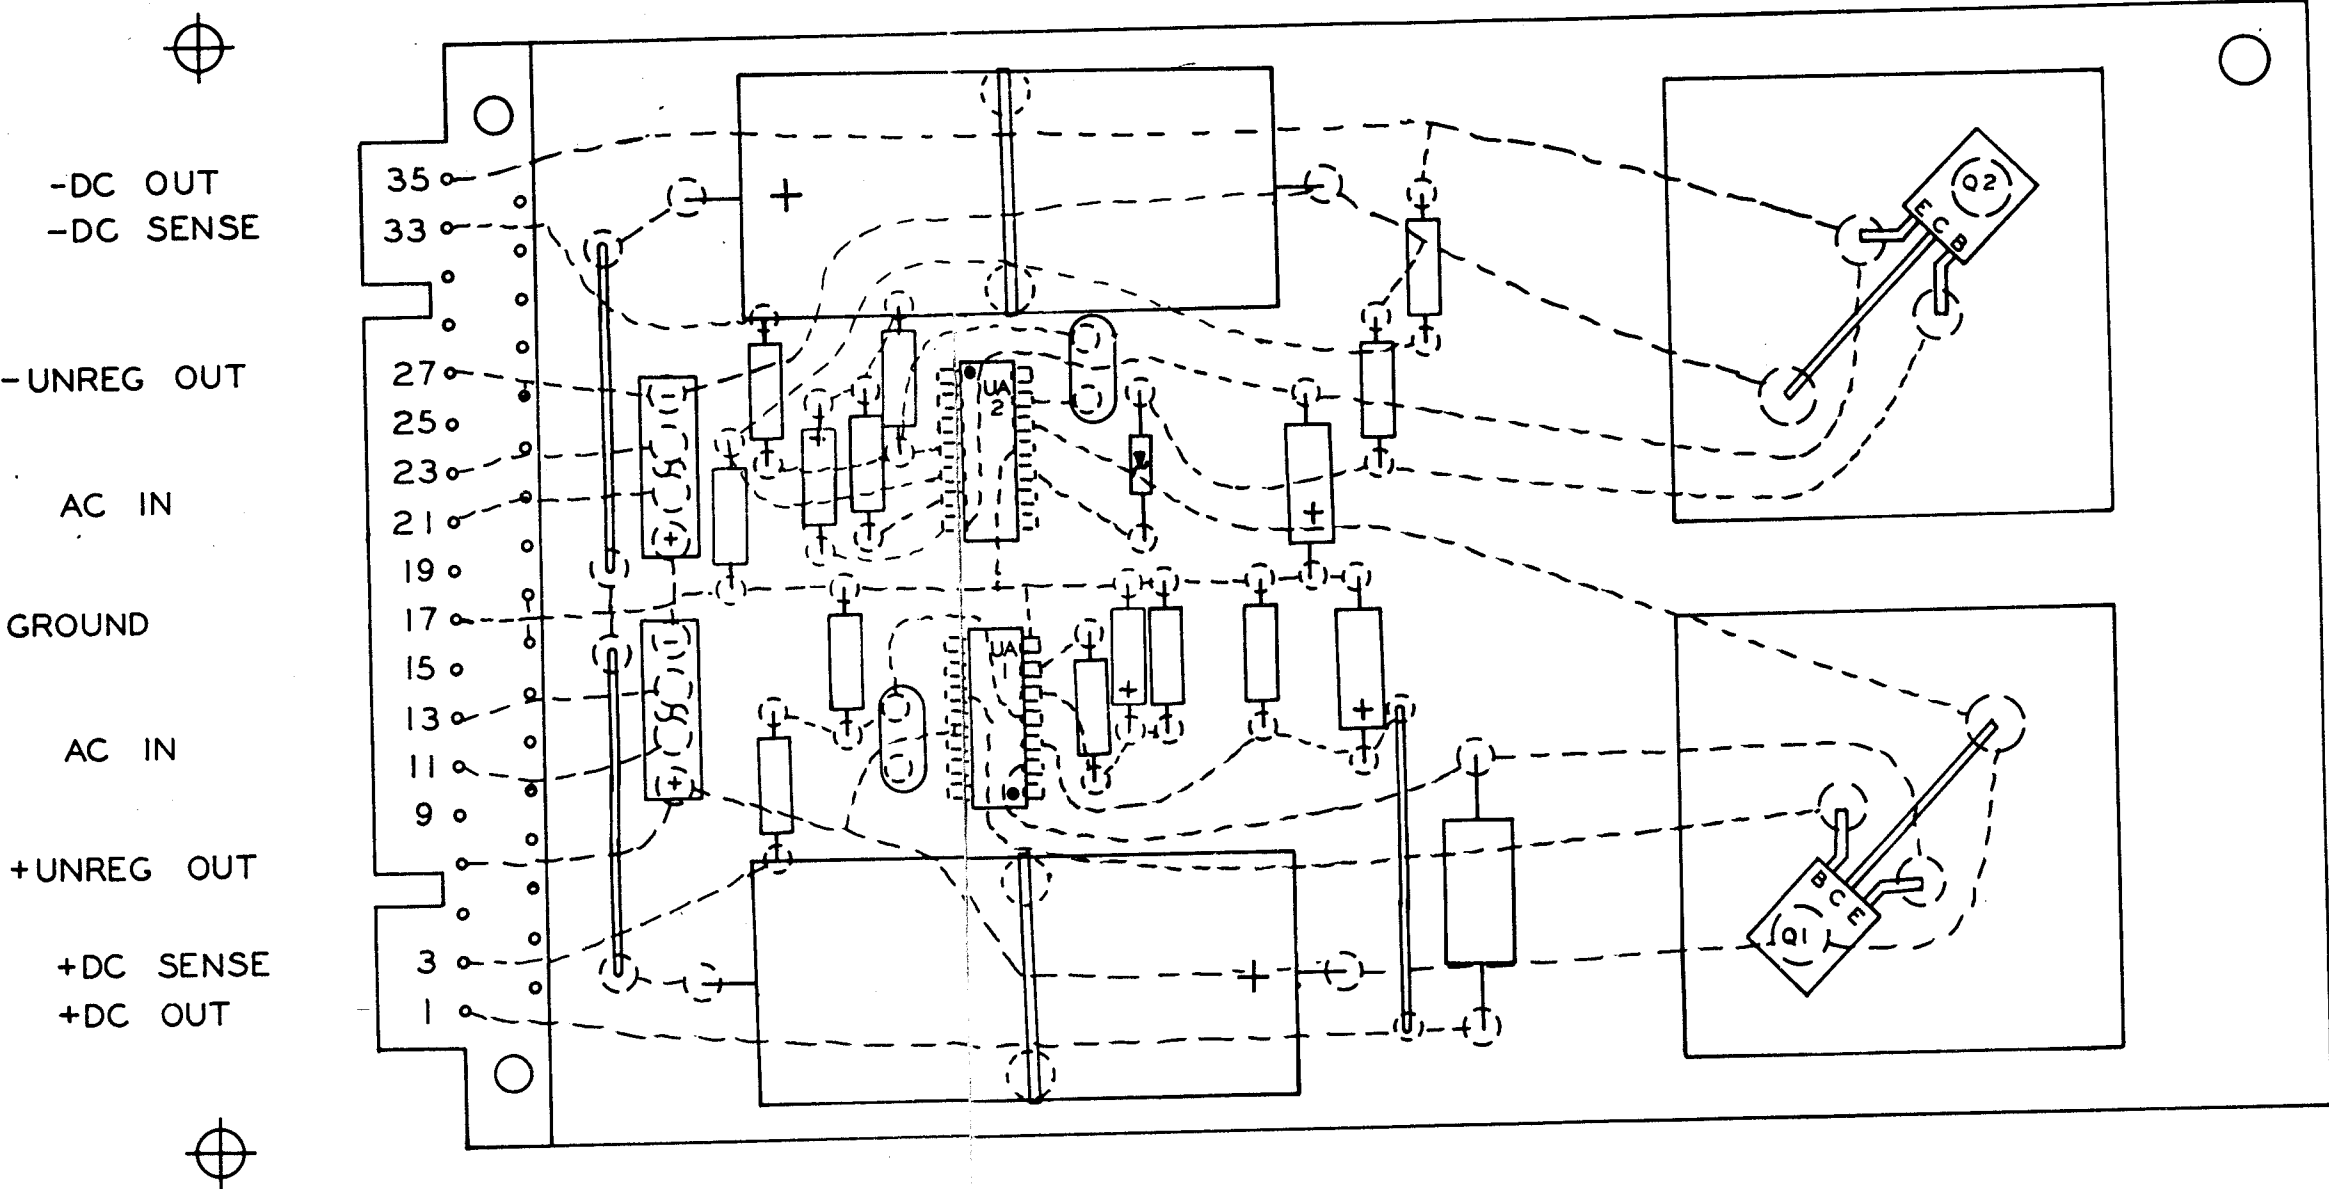 -DC OUT 35
-DC SENSE 33
-UNREG OUT 27
25
23
AC IN
21
19
GROUND 17
15
13
AC IN
11
9
+UNREG OUT
+DC SENSE 3
+DC OUT 1
+
-
+
-
+
UA
2
+
UA
1
+
+
+
Q2
E C B
B C E
Q1